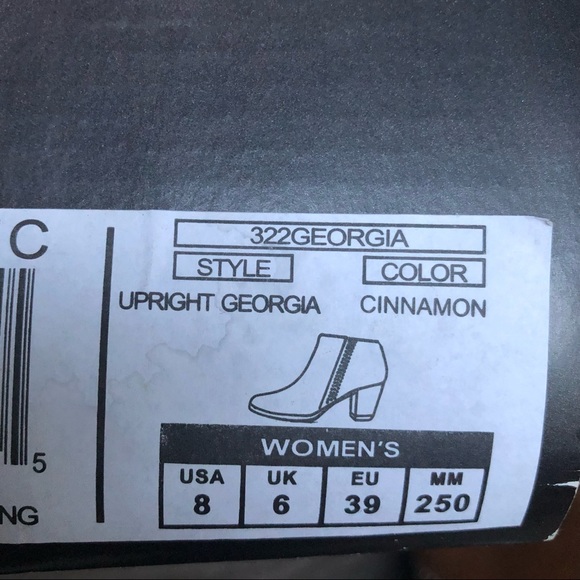 C
5
NG
322GEORGIA
STYLE COLOR
UPRIGHT GEORGIA CINNAMON
WOMEN'S
USA UK EU MM
8 6 39 250